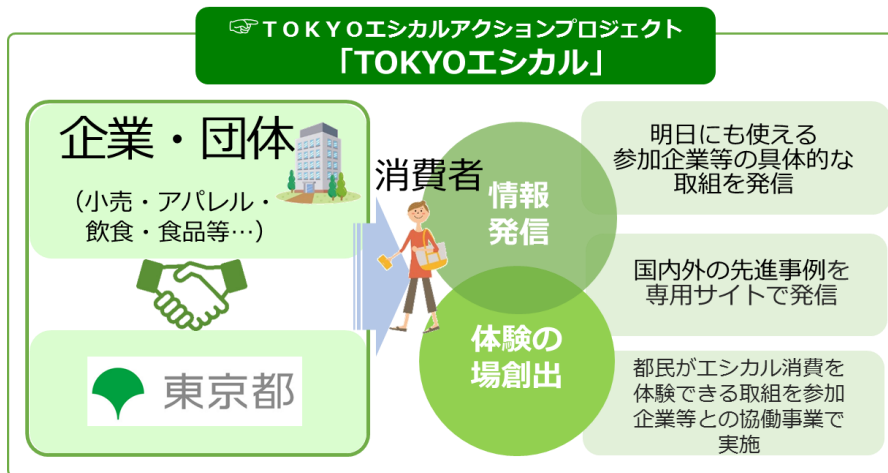 ☞TOKYOエシカルアクションプロジェクト
「TOKYOエシカル」
企業・団体
（小売・アパレル・
飲食・食品等…）
東京都
消費者
情報
発信
体験の
場創出
明日にも使える
参加企業等の具体的な
取組を発信
国内外の先進事例を
専用サイトで発信
都民がエシカル消費を
体験できる取組を参加
企業等との協働事業で
実施